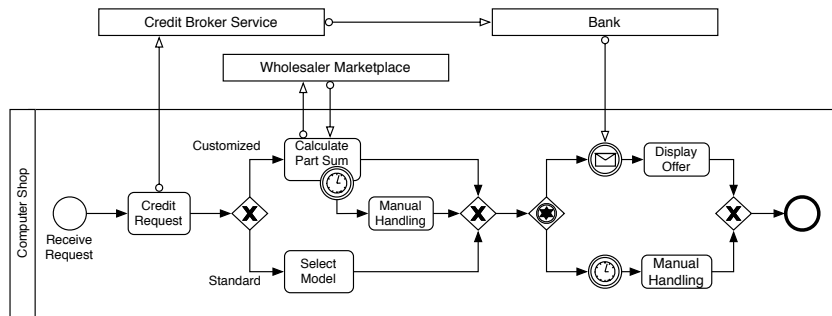 Credit Broker Service
Bank
Wholesaler Marketplace
Computer Shop
Customized
Calculate
Part Sum
Display
Offer
Credit
Request
Manual
Handling
Receive
Request
Standard
Select
Model
Manual
Handling